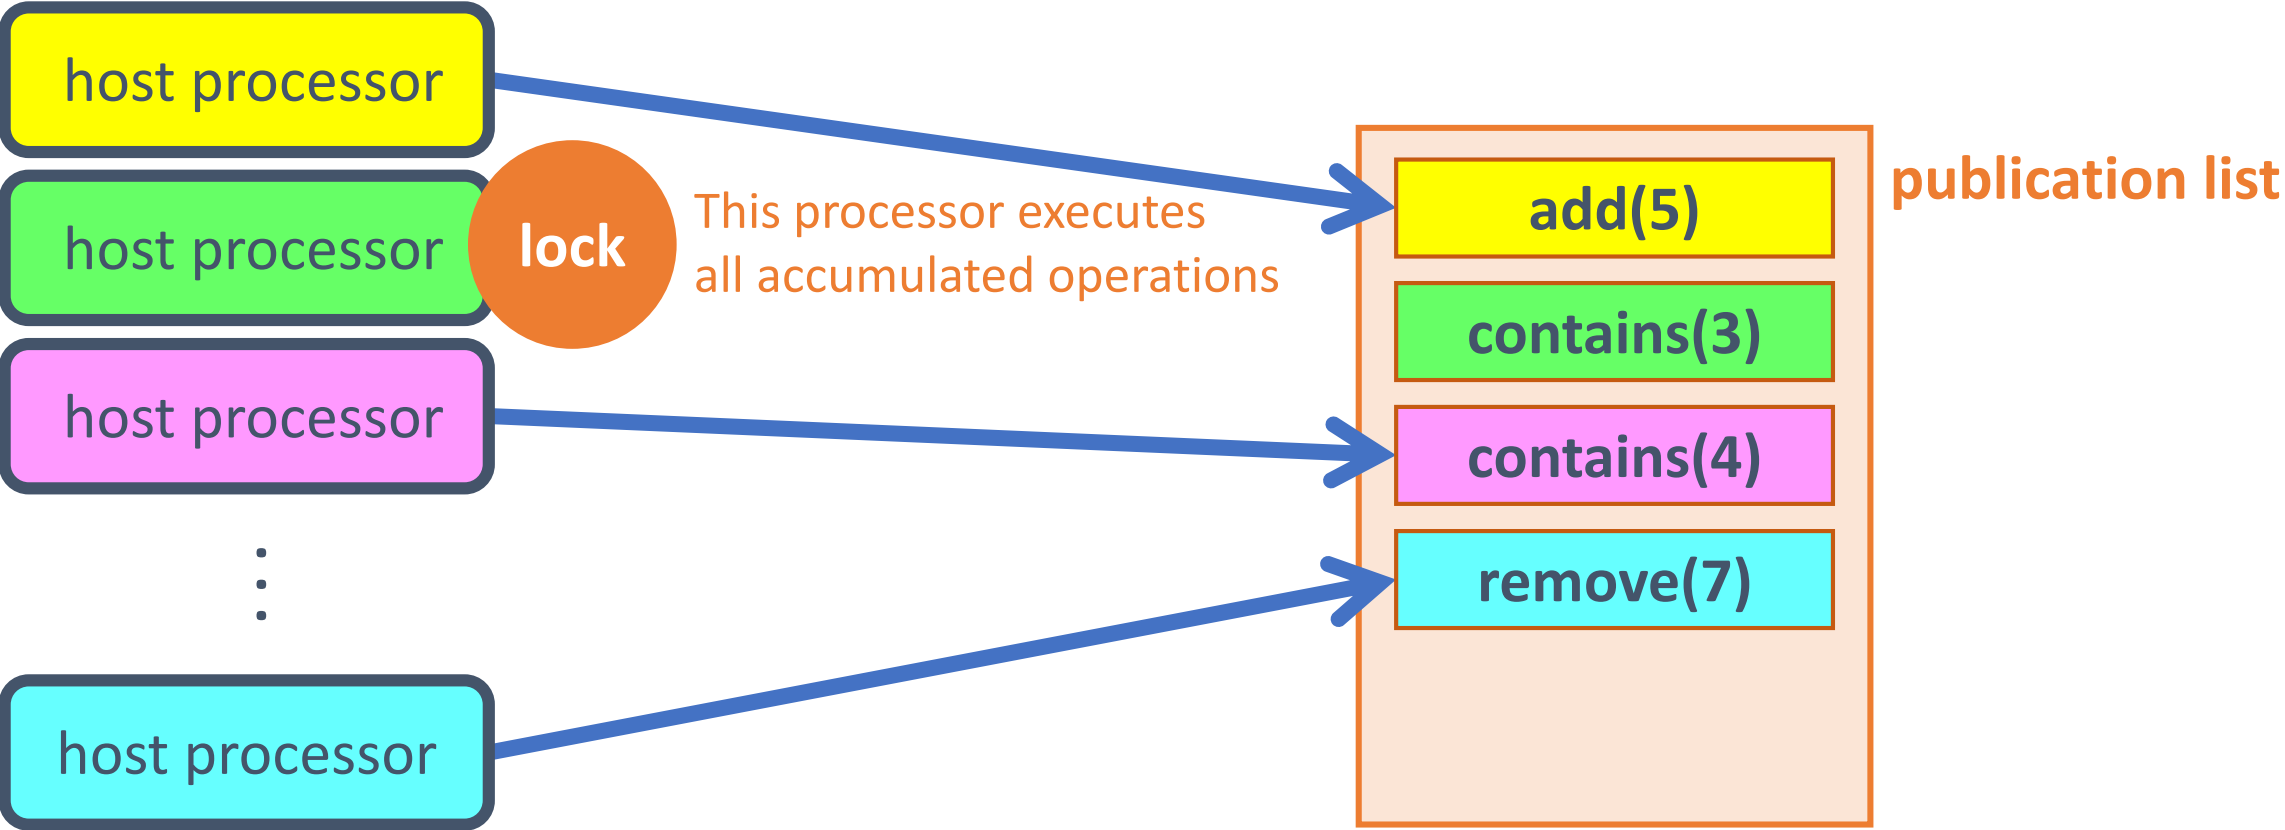 host processor
host processor
lock
This processor executes
all accumulated operations
host processor
host processor
publication list
add(5)
contains(3)
contains(4)
remove(7)